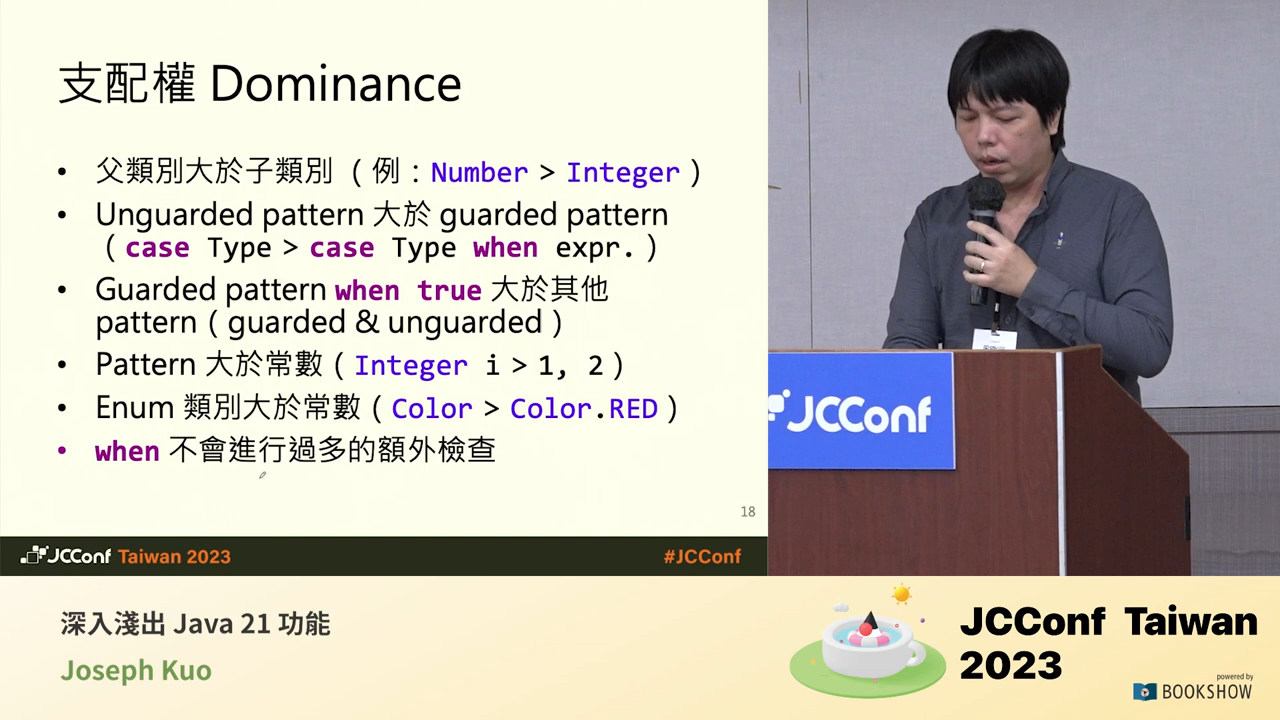 支配權 Dominance
• 父類別大於子類別（例：Number > Integer）
• Unguarded pattern 大於 guarded pattern
（case Type > case Type when expr.）
• Guarded pattern when true 大於其他
pattern（guarded & unguarded）
• Pattern 大於常數（Integer i > 1, 2）
• Enum 類別大於常數（Color > Color.RED）
• when 不會進行過多的額外檢查
18
JCConf Taiwan 2023
#JCConf
JCConf
深入淺出 Java 21 功能
Joseph Kuo
JCConf Taiwan
2023
powered by
BOOKSHOW